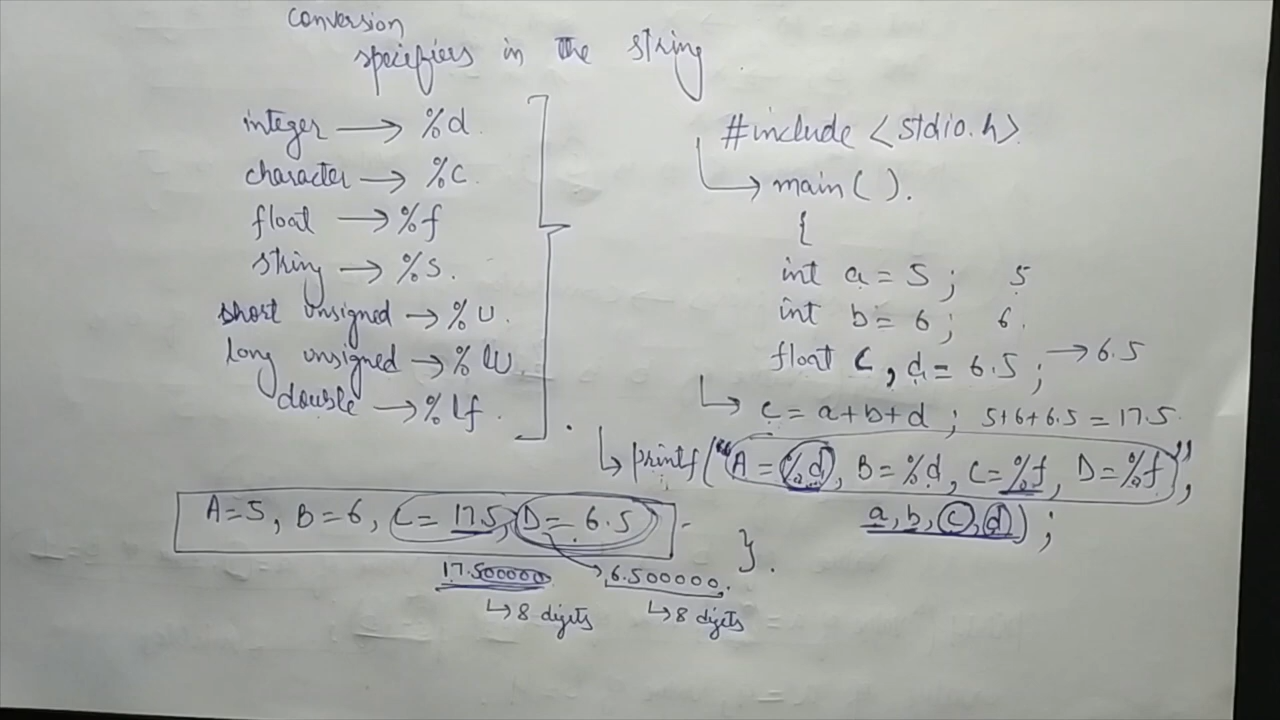 conversion
specifiers in the string
integer → %d
character → %c.
float → %f
string → %s.
short unsigned → %u.
long unsigned → %lu
double → %lf.
#include <stdio.h>
main( ).
{
int a = 5 ; 5
int b = 6 ; 6.
float c, d = 6.5 ; → 6.5
c = a+b+d ; 5+6+6.5 = 17.5.
printf("A = %d, B = %d, C = %f, D = %f",
a, b, c, d) ;
}.
A=5, B=6, C= 17.5, D= 6.5
17.500000 → 6.500000.
↳ 8 digits ↳ 8 digits